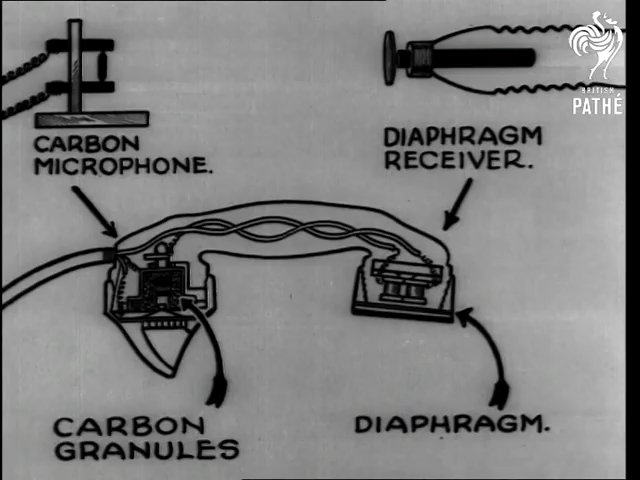 BRITISH
PATHÉ
CARBON
MICROPHONE.
DIAPHRAGM
RECEIVER.
CARBON
GRANULES
DIAPHRAGM.